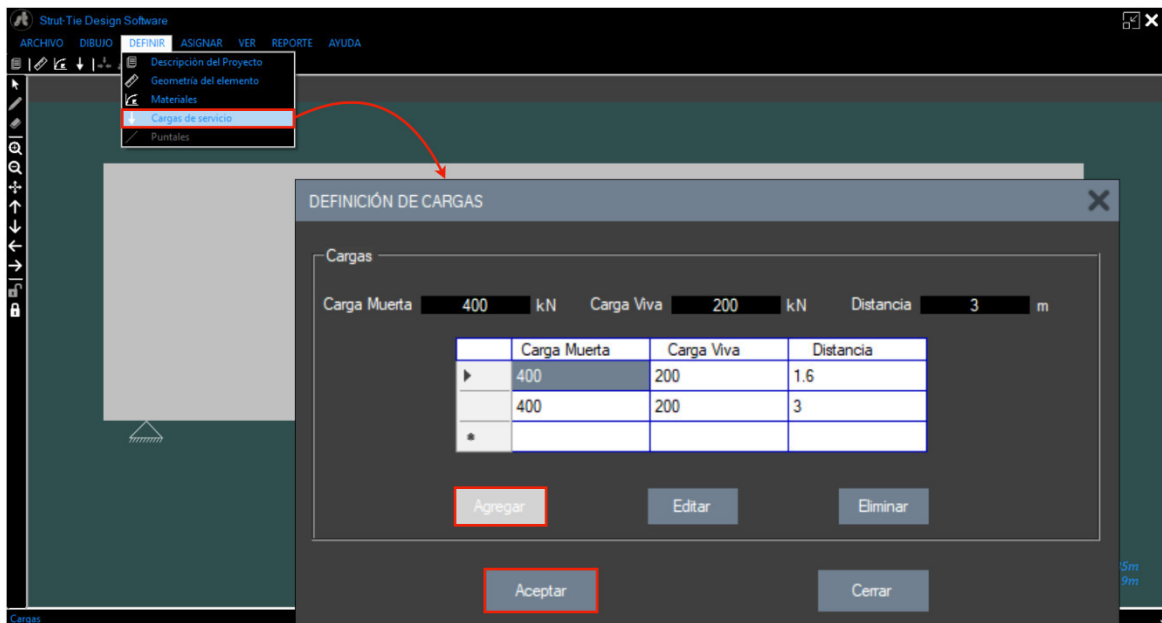 Strut-Tie Design Software
ARCHIVO DIBUJO DEFINIR ASIGNAR VER REPORTE AYUDA
Descripción del Proyecto
Geometría del elemento
Materiales
Cargas de servicio
Puntales
DEFINICIÓN DE CARGAS
Cargas
Carga Muerta 400 kN Carga Viva 200 kN Distancia 3 m
Carga Muerta Carga Viva Distancia
400 200 1.6
400 200 3
Agregar Editar Eliminar
Aceptar Cerrar
5m
9m
Cargas